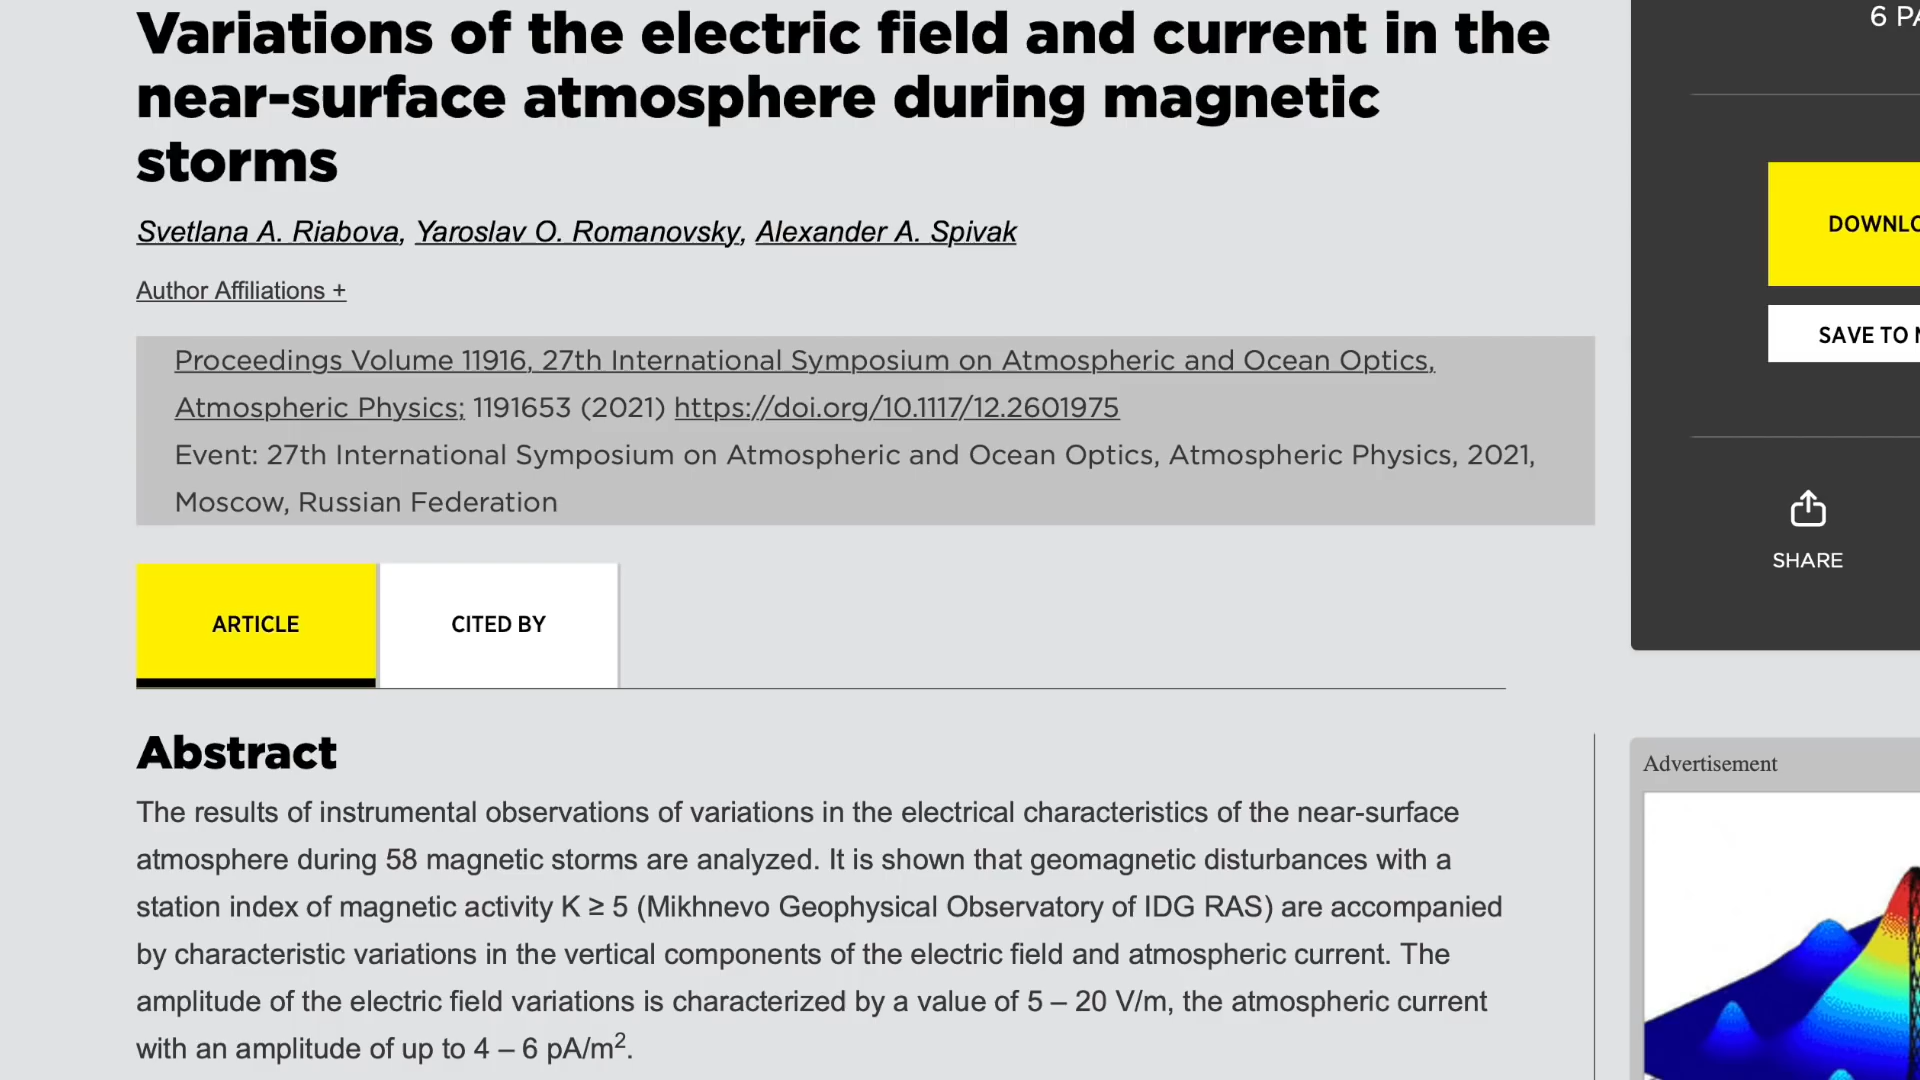 Variations of the electric field and current in the
near-surface atmosphere during magnetic
storms
Svetlana A. Riabova, Yaroslav O. Romanovsky, Alexander A. Spivak
Author Affiliations +
Proceedings Volume 11916, 27th International Symposium on Atmospheric and Ocean Optics,
Atmospheric Physics; 1191653 (2021) https://doi.org/10.1117/12.2601975
Event: 27th International Symposium on Atmospheric and Ocean Optics, Atmospheric Physics, 2021,
Moscow, Russian Federation
ARTICLE
CITED BY
Abstract
The results of instrumental observations of variations in the electrical characteristics of the near-surface
atmosphere during 58 magnetic storms are analyzed. It is shown that geomagnetic disturbances with a
station index of magnetic activity K ≥ 5 (Mikhnevo Geophysical Observatory of IDG RAS) are accompanied
by characteristic variations in the vertical components of the electric field and atmospheric current. The
amplitude of the electric field variations is characterized by a value of 5 – 20 V/m, the atmospheric current
with an amplitude of up to 4 – 6 pA/m².
6
SAVE TO
SHARE
Advertisement